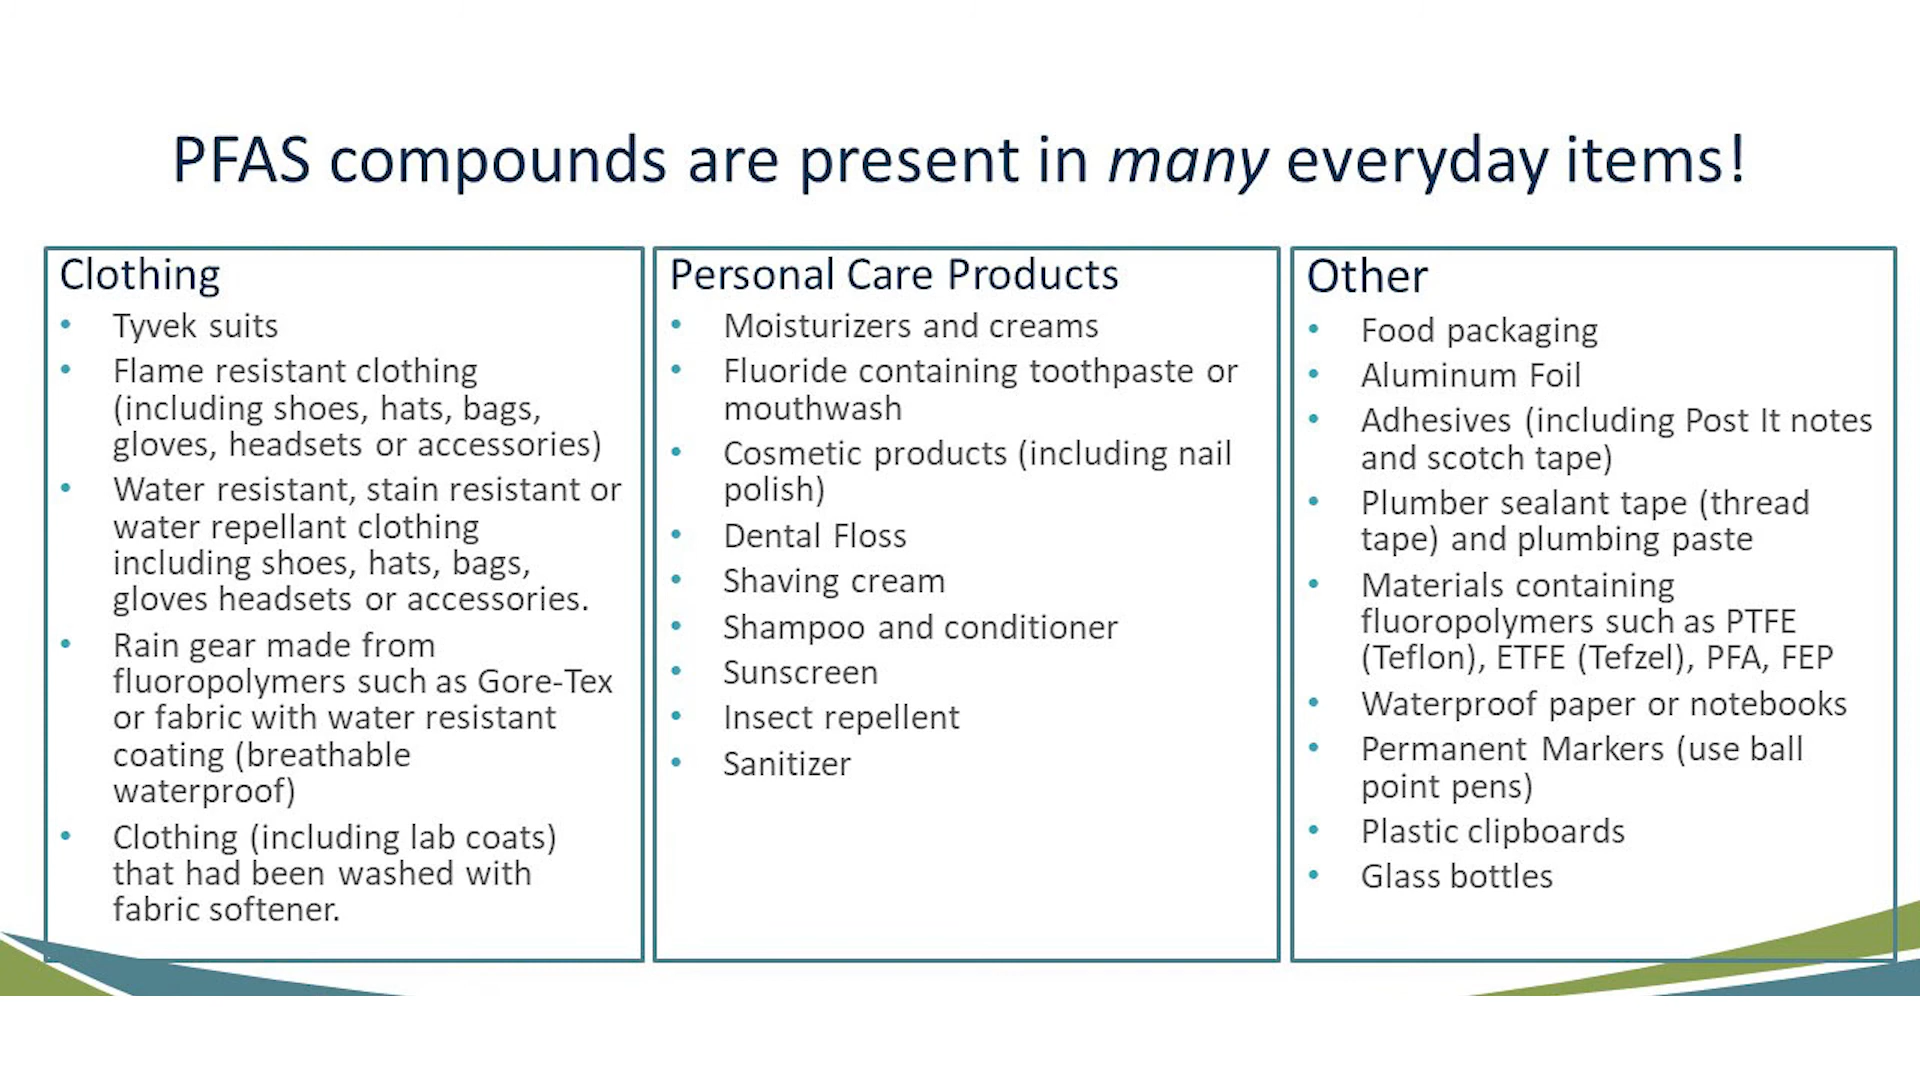 PFAS compounds are present in many everyday items!
Clothing
• Tyvek suits
• Flame resistant clothing
(including shoes, hats, bags,
gloves, headsets or accessories)
• Water resistant, stain resistant or
water repellant clothing
including shoes, hats, bags,
gloves headsets or accessories.
• Rain gear made from
fluoropolymers such as Gore-Tex
or fabric with water resistant
coating (breathable
waterproof)
• Clothing (including lab coats)
that had been washed with
fabric softener.
Personal Care Products
• Moisturizers and creams
• Fluoride containing toothpaste or
mouthwash
• Cosmetic products (including nail
polish)
• Dental Floss
• Shaving cream
• Shampoo and conditioner
• Sunscreen
• Insect repellent
• Sanitizer
Other
• Food packaging
• Aluminum Foil
• Adhesives (including Post It notes
and scotch tape)
• Plumber sealant tape (thread
tape) and plumbing paste
• Materials containing
fluoropolymers such as PTFE
(Teflon), ETFE (Tefzel), PFA, FEP
• Waterproof paper or notebooks
• Permanent Markers (use ball
point pens)
• Plastic clipboards
• Glass bottles